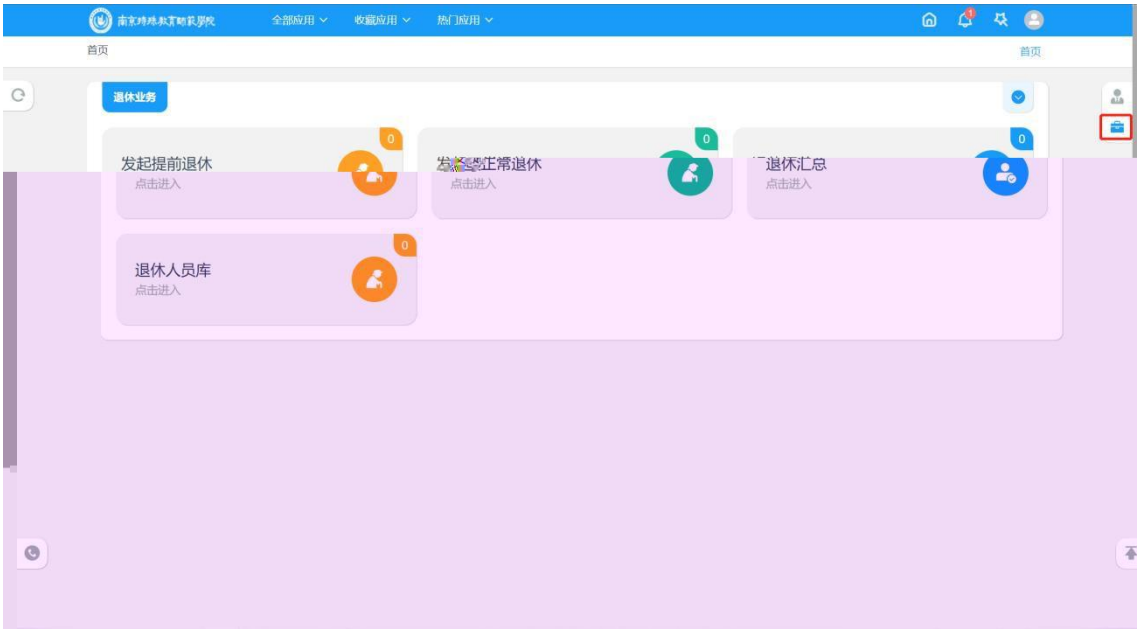 南京特殊教育师范学院 全部应用 收藏应用 热门应用 1
首页 首页
退休业务
0 0 0
发起提前退休 正常退休 退休汇总
点击进入 点击进入 点击进入
0
退休人员库
点击进入